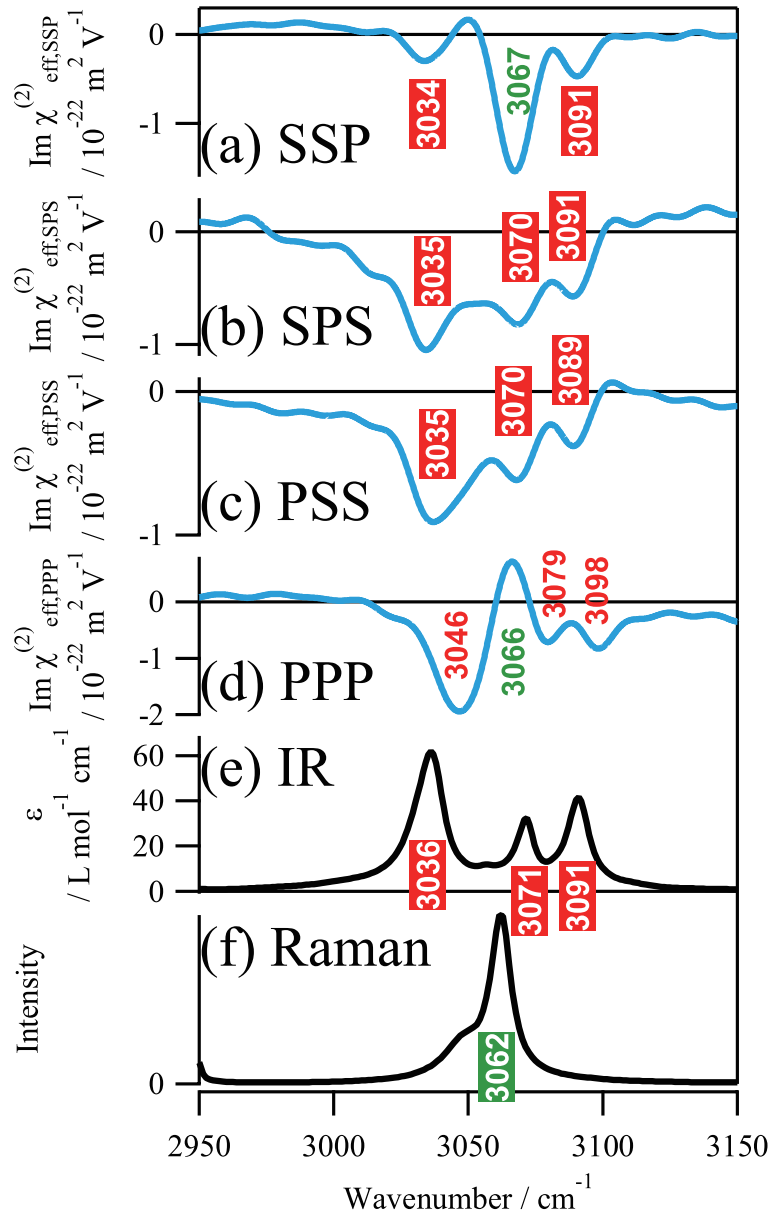 Im χ(2)eff,SSP
/ 10-22 m2 V-1
0
-1
3034
3067
3091
(a) SSP
Im χ(2)eff,SPS
/ 10-22 m2 V-1
0
-1
3035
3070
3091
(b) SPS
Im χ(2)eff,PSS
/ 10-22 m2 V-1
0
-1
3035
3070
3089
(c) PSS
Im χ(2)eff,PPP
/ 10-22 m2 V-1
0
-1
-2
3046
3066
3079
3098
(d) PPP
ε
/ L mol-1 cm-1
60
40
20
0
(e) IR
3036
3071
3091
Intensity
0
(f) Raman
3062
2950 3000 3050 3100 3150
Wavenumber / cm-1